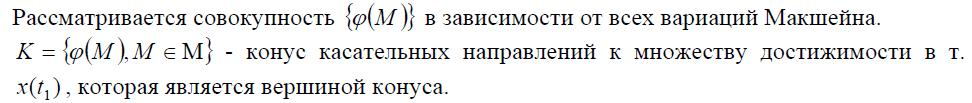 Рассматривается совокупность {φ(M)} в зависимости от всех вариаций Макшейна.
K = {φ(M), M ∈ M} - конус касательных направлений к множеству достижимости в т.
x(t₁), которая является вершиной конуса.